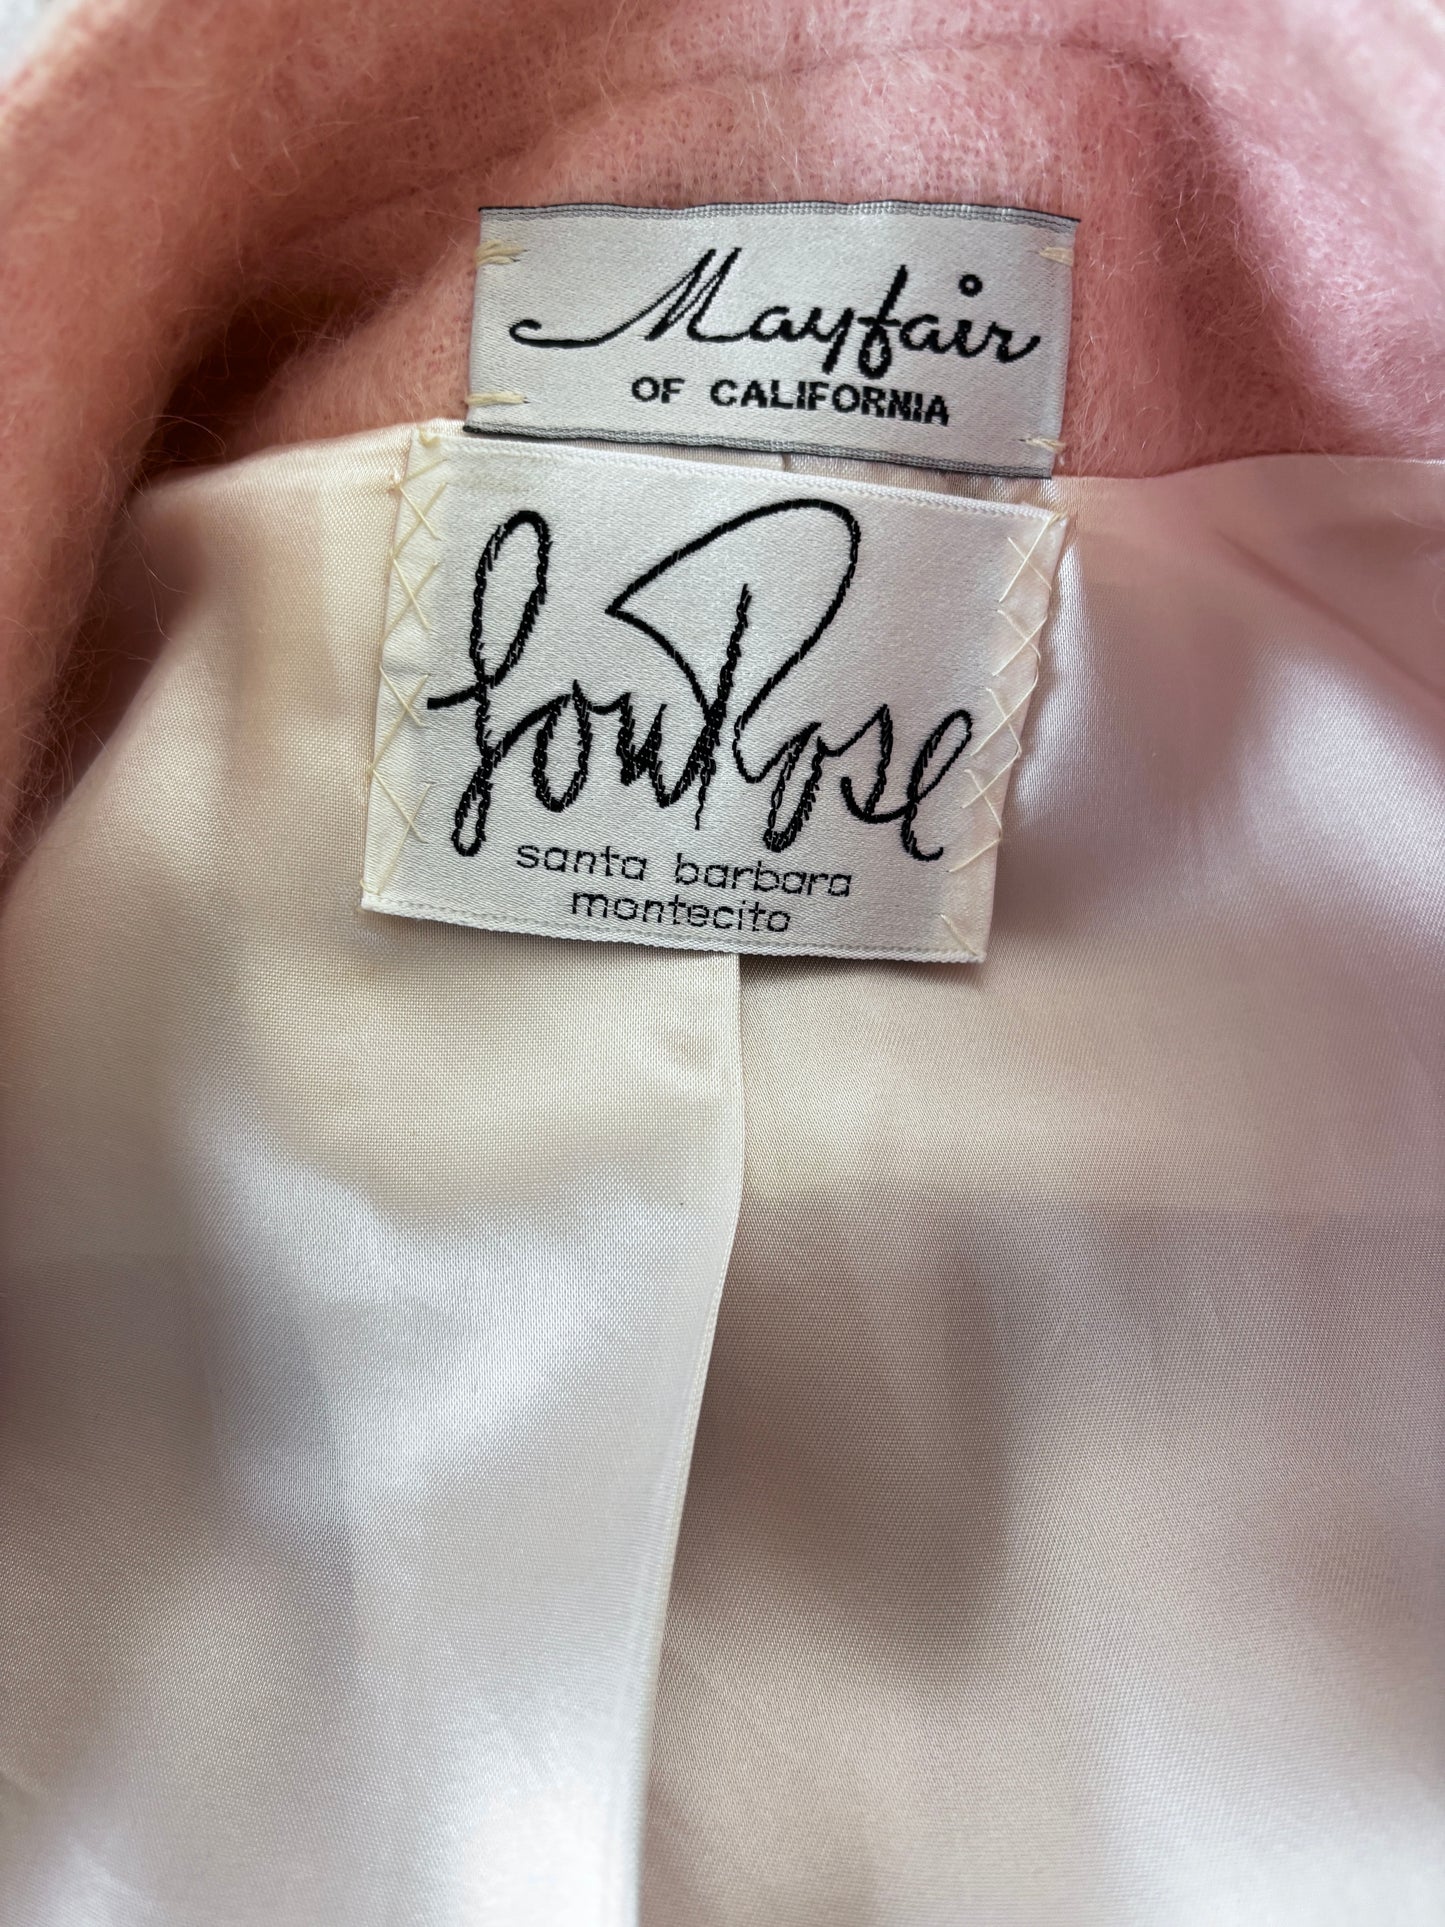 Mayfair
OF CALIFORNIA
Lou Rose
santa barbara
montecito